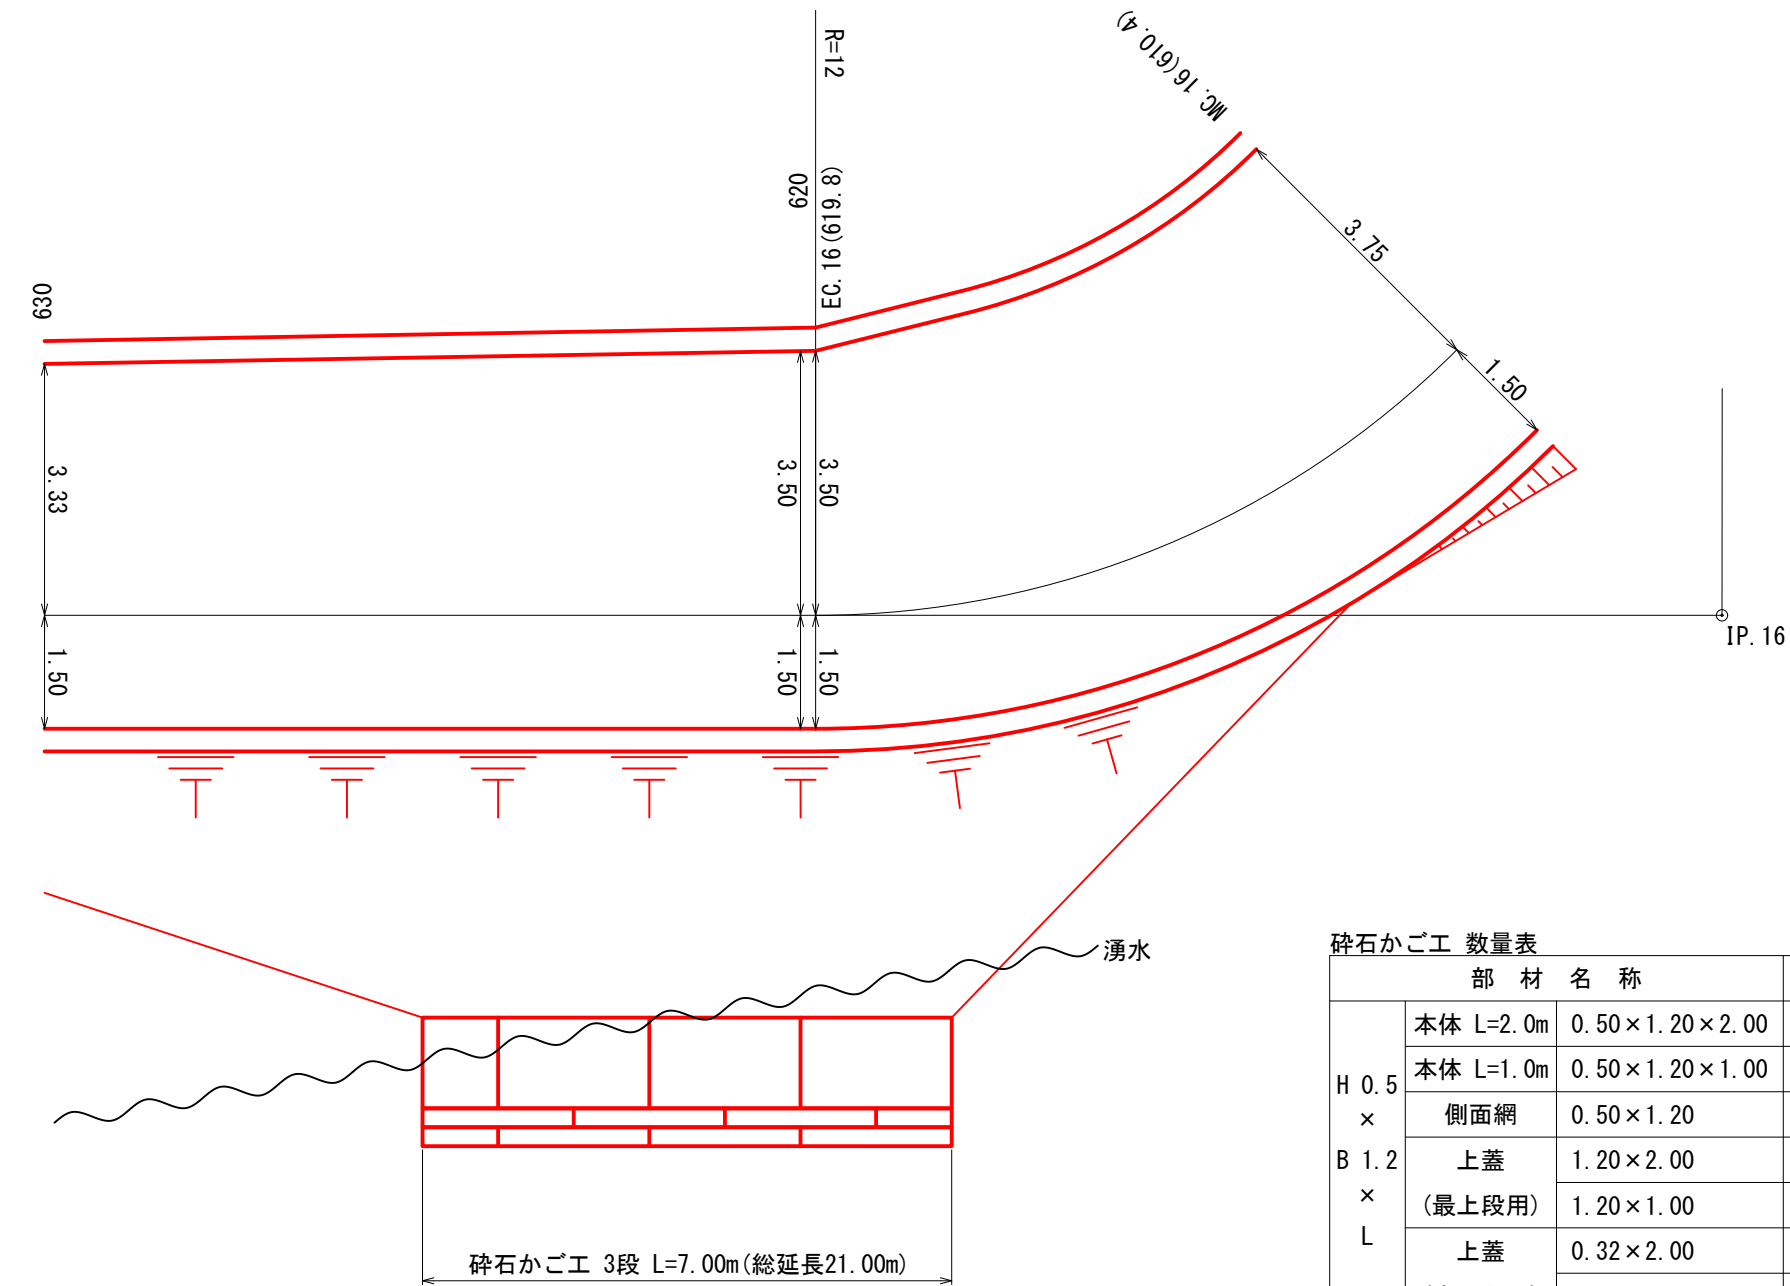 MC.16(610.4)
R=12
EC.16(619.8)
620
630
3.75
1.50
3.33
3.50
3.50
1.50
1.50
1.50
IP.16
湧水
砕石かご工 3段 L=7.00m(総延長21.00m)
砕石かご工 数量表
部 材 名 称
H 0.5
×
B 1.2
×
L
本体 L=2.0m 0.50×1.20×2.00
本体 L=1.0m 0.50×1.20×1.00
側面網 0.50×1.20
上蓋 1.20×2.00
(最上段用) 1.20×1.00
上蓋 0.32×2.00